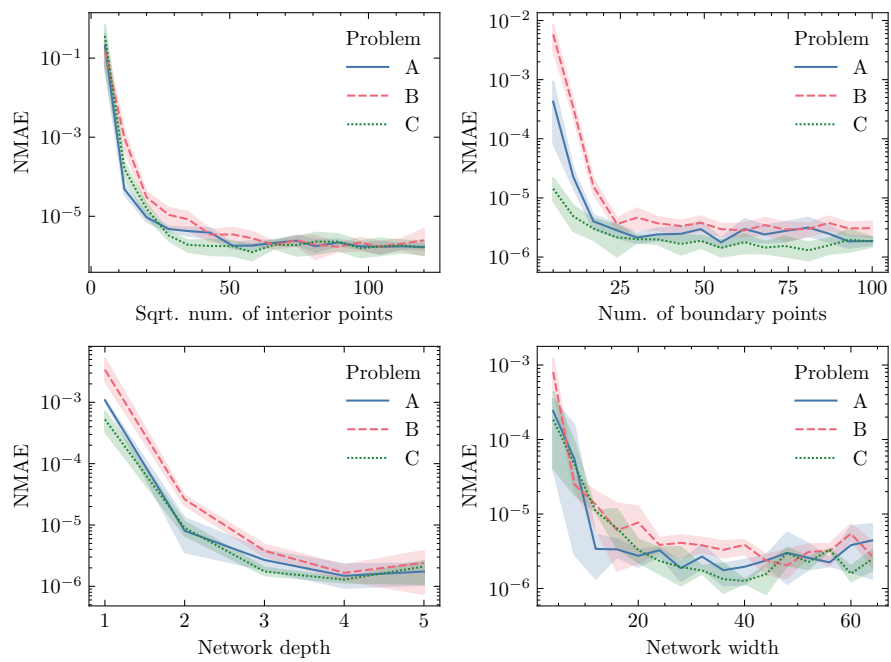 NMAE
10⁻¹
10⁻³
10⁻⁵
0
50
100
Sqrt. num. of interior points
Problem
A
B
C
NMAE
10⁻²
10⁻³
10⁻⁴
10⁻⁵
10⁻⁶
25
50
75
100
Num. of boundary points
Problem
A
B
C
NMAE
10⁻³
10⁻⁴
10⁻⁵
10⁻⁶
1
2
3
4
5
Network depth
Problem
A
B
C
NMAE
10⁻³
10⁻⁴
10⁻⁵
10⁻⁶
20
40
60
Network width
Problem
A
B
C